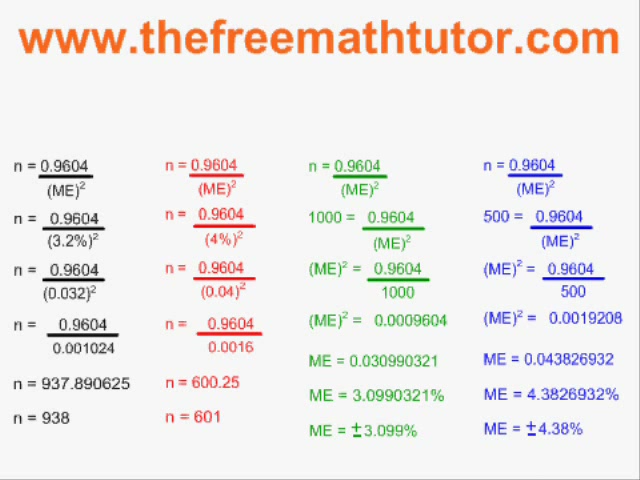 www.thefreemathtutor.com
n = 0.9604
(ME)²
n = 0.9604
(3.2%)²
n = 0.9604
(0.032)²
n = 0.9604
0.001024
n = 937.890625
n = 938
n = 0.9604
(ME)²
n = 0.9604
(4%)²
n = 0.9604
(0.04)²
n = 0.9604
0.0016
n = 600.25
n = 601
n = 0.9604
(ME)²
1000 = 0.9604
(ME)²
(ME)² = 0.9604
1000
(ME)² = 0.0009604
ME = 0.030990321
ME = 3.0990321%
ME = ±3.099%
n = 0.9604
(ME)²
500 = 0.9604
(ME)²
(ME)² = 0.9604
500
(ME)² = 0.0019208
ME = 0.043826932
ME = 4.3826932%
ME = ±4.38%